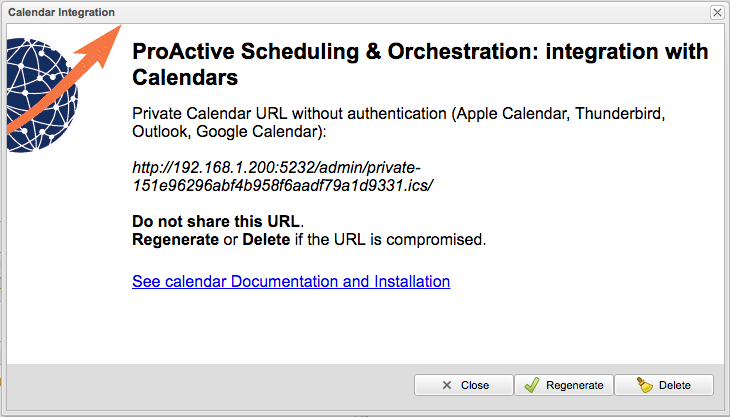 Calendar Integration
ProActive Scheduling & Orchestration: integration with
Calendars
Private Calendar URL without authentication (Apple Calendar, Thunderbird,
Outlook, Google Calendar):
http://192.168.1.200:5232/admin/private-
151e96296abf4b958f6aadf79a1d9331.ics/
Do not share this URL.
Regenerate or Delete if the URL is compromised.
See calendar Documentation and Installation
Close
Regenerate
Delete